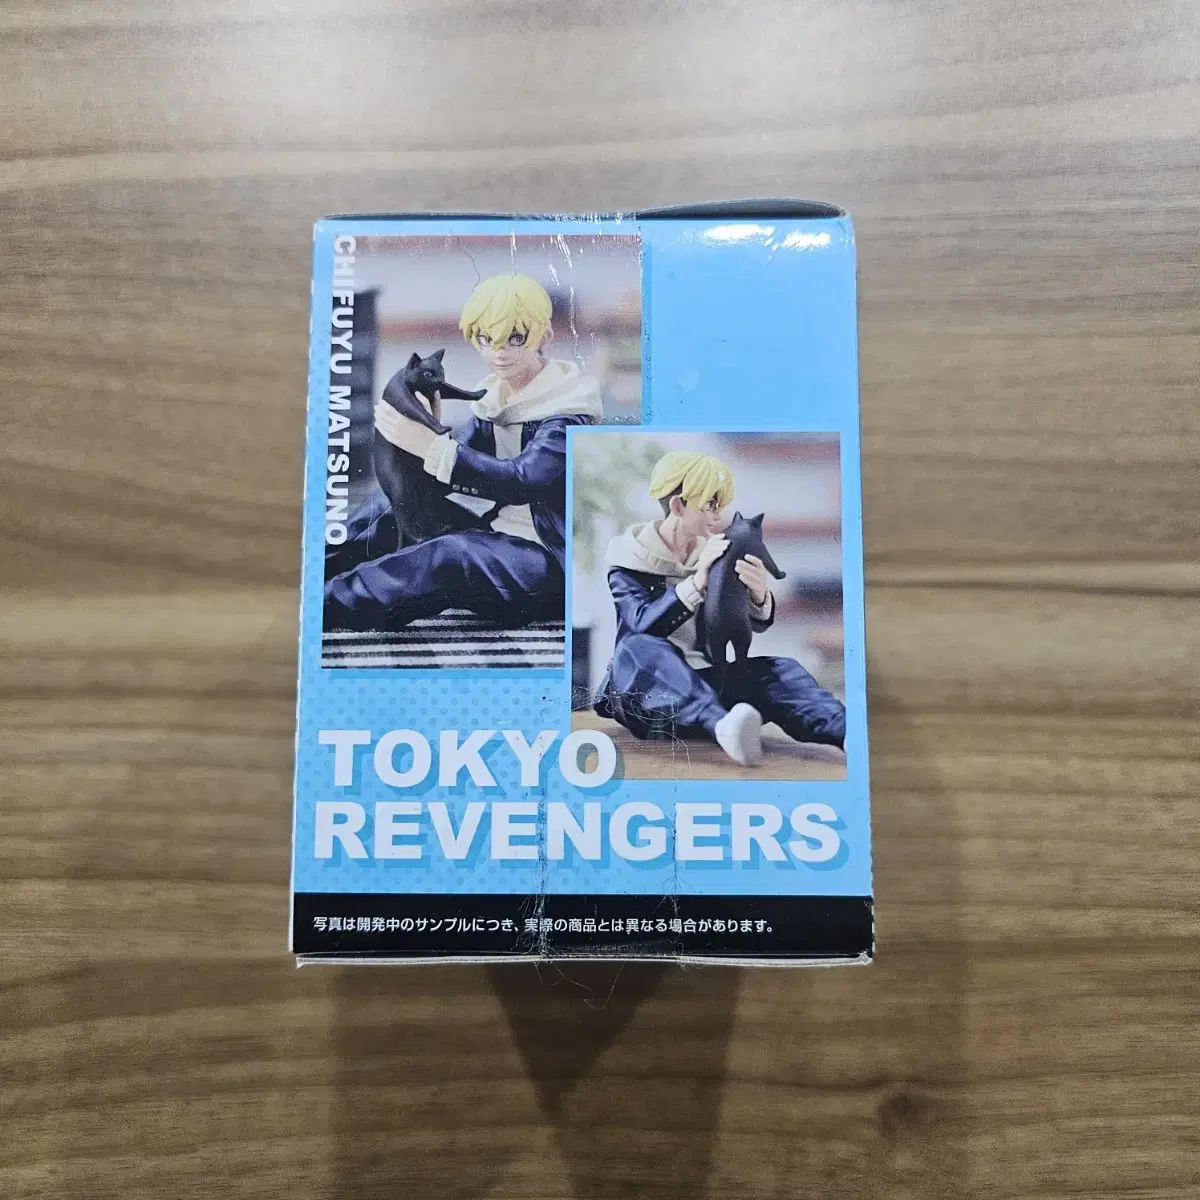 CHIFUYU MATSUNO
TOKYO
REVENGERS
写真は開発中のサンプルにつき、実際の商品とは異なる場合があります。